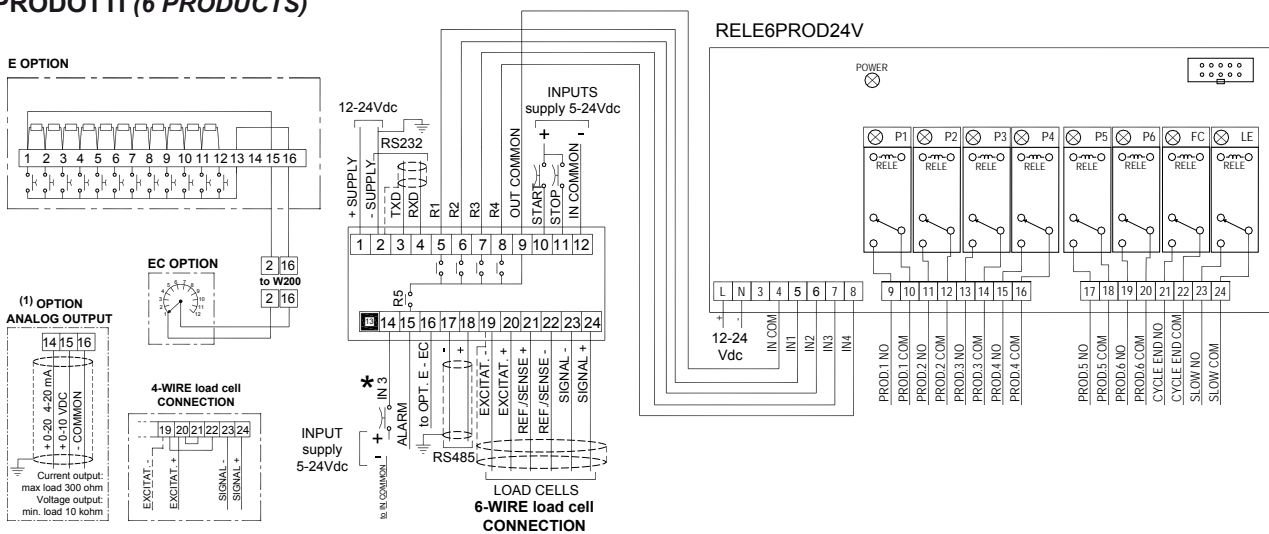 PRODOTTI (6 PRODUCTS)
E OPTION
1 2 3 4 5 6 7 8 9 10 11 12 13 14 15 16
EC OPTION
1 2 3 4 5 6 7 8 9 10 11 12
2 16
to W200
2 16
(1) OPTION
ANALOG OUTPUT
14 15 16
+ 0-20 4-20 mA
+ 0-10 VDC
- COMMON
Current output:
max load 300 ohm
Voltage output:
min. load 10 kohm
4-WIRE load cell
CONNECTION
19 20 21 22 23 24
EXCITAT. -
EXCITAT. +
SIGNAL -
SIGNAL +
12-24Vdc
RS232
INPUTS
supply 5-24Vdc
+ -
+ SUPPLY
- SUPPLY
TXD
RXD
R1
R2
R3
R4
OUT COMMON
START
STOP
IN COMMON
1 2 3 4 5 6 7 8 9 10 11 12
R5
13 14 15 16 17 18 19 20 21 22 23 24
* IN 3
ALARM
to OPT. E - EC
-
+
EXCITAT. -
EXCITAT. +
REF./SENSE +
REF./SENSE -
SIGNAL -
SIGNAL +
INPUT
supply
5-24Vdc
+
-
to IN COMMON
RS485
LOAD CELLS
6-WIRE load cell
CONNECTION
RELE6PROD24V
POWER
P1 P2 P3 P4 P5 P6 FC LE
RELE RELE RELE RELE RELE RELE RELE RELE
L N 3 4 5 6 7 8
9 10 11 12 13 14 15 16
17 18 19 20 21 22 23 24
+ -
12-24
Vdc
IN COM
IN1
IN2
IN3
IN4
PROD.1 NO
PROD.1 COM
PROD.2 NO
PROD.2 COM
PROD.3 NO
PROD.3 COM
PROD.4 NO
PROD.4 COM
PROD.5 NO
PROD.5 COM
PROD.6 NO
PROD.6 COM
CYCLE END NO
CYCLE END COM
SLOW NO
SLOW COM